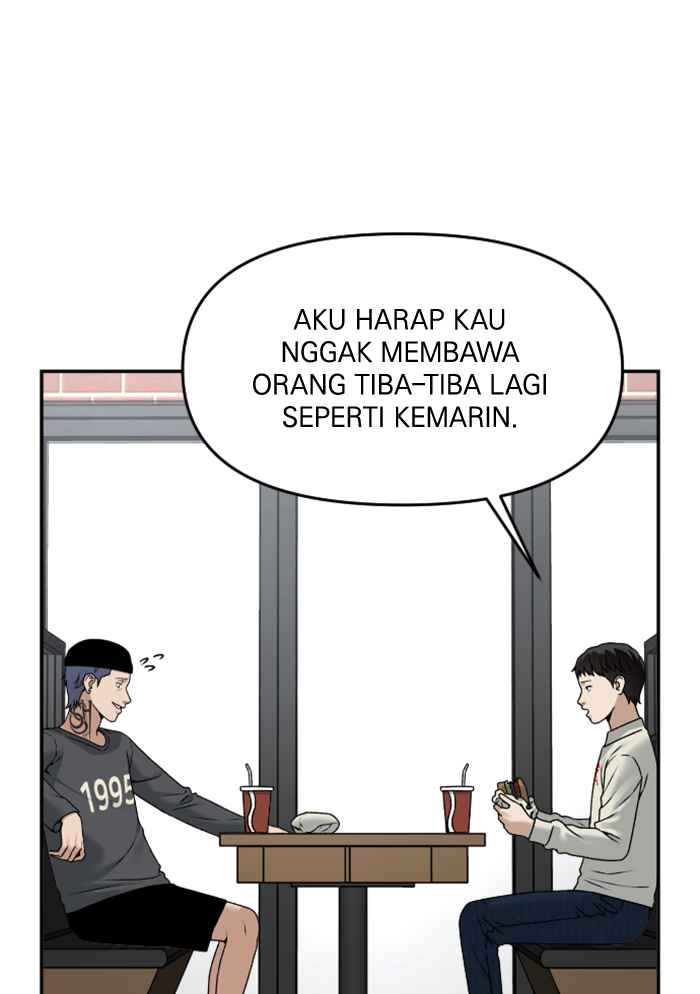 AKU HARAP KAU
NGGAK MEMBAWA
ORANG TIBA-TIBA LAGI
SEPERTI KEMARIN.
1995